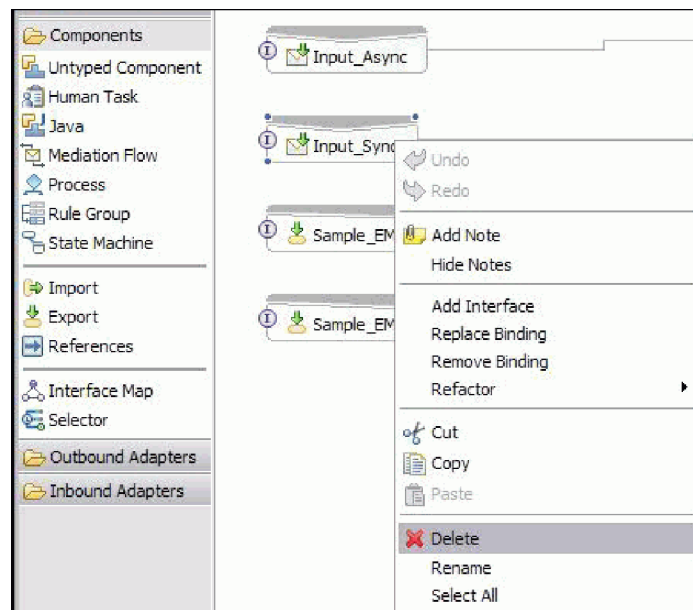 Components
Untyped Component
Human Task
Java
Mediation Flow
Process
Rule Group
State Machine
Import
Export
References
Interface Map
Selector
Outbound Adapters
Inbound Adapters
I Input_Async
I Input_Sync
I Sample_EM
I Sample_EM
Undo
Redo
Add Note
Hide Notes
Add Interface
Replace Binding
Remove Binding
Refactor
Cut
Copy
Paste
Delete
Rename
Select All